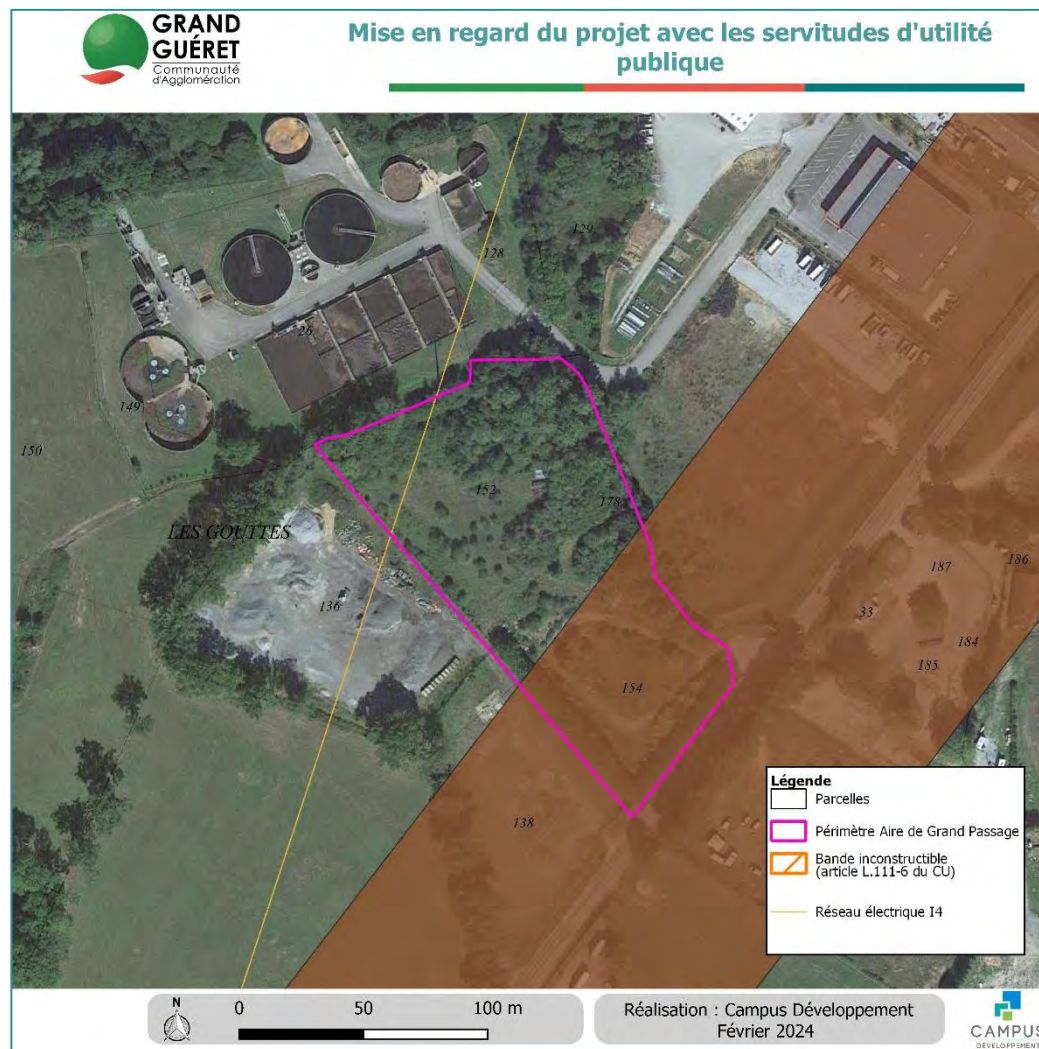 GRAND
GUÉRET
Communauté
d'Agglomération
Mise en regard du projet avec les servitudes d'utilité
publique
129
128
26
149
150
152
178
LES GOUTTES
136
187
186
33
184
185
154
138
Légende
Parcelles
Périmètre Aire de Grand Passage
Bande inconstructible
(article L.111-6 du CU)
Réseau électrique I4
N
0
50
100 m
Réalisation : Campus Développement
Février 2024
CAMPUS
DÉVELOPPEMENT